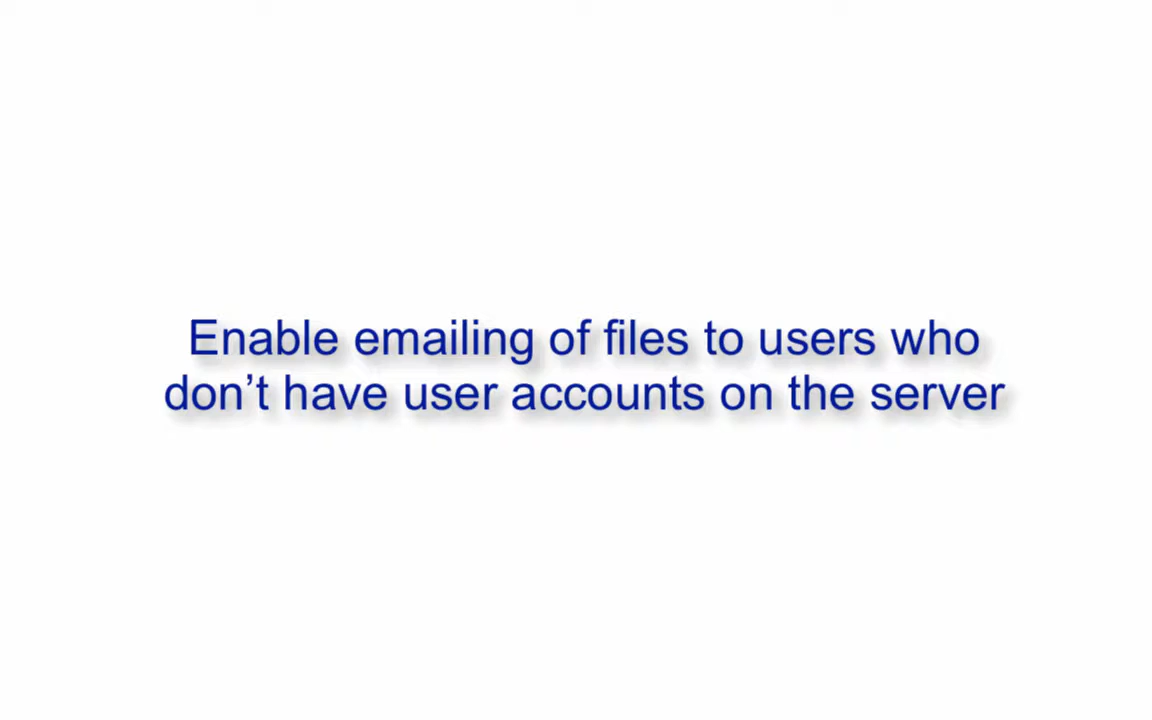 Enable emailing of files to users who
don’t have user accounts on the server